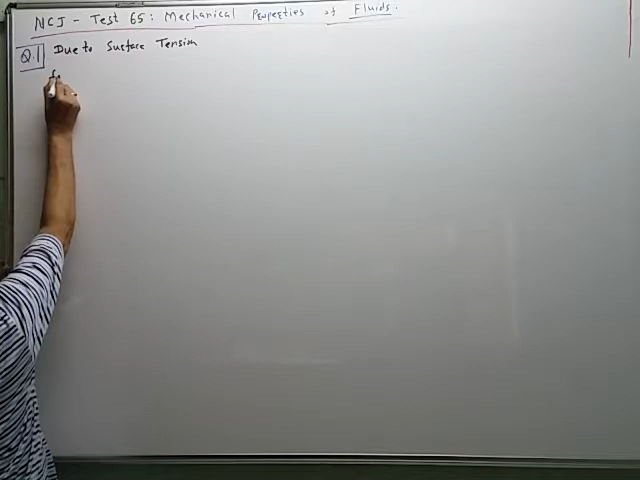 NCJ - Test 65: Mechanical Properties of Fluids.
Q.1 Due to Surface Tension